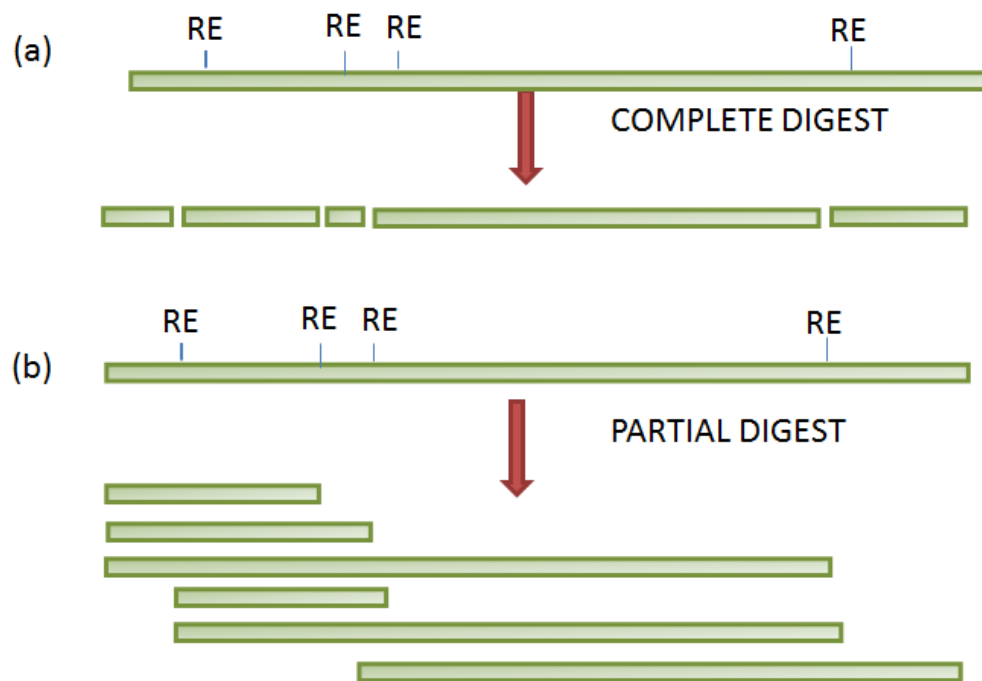 RE RE RE RE
(a)
COMPLETE DIGEST
RE RE RE RE
(b)
PARTIAL DIGEST